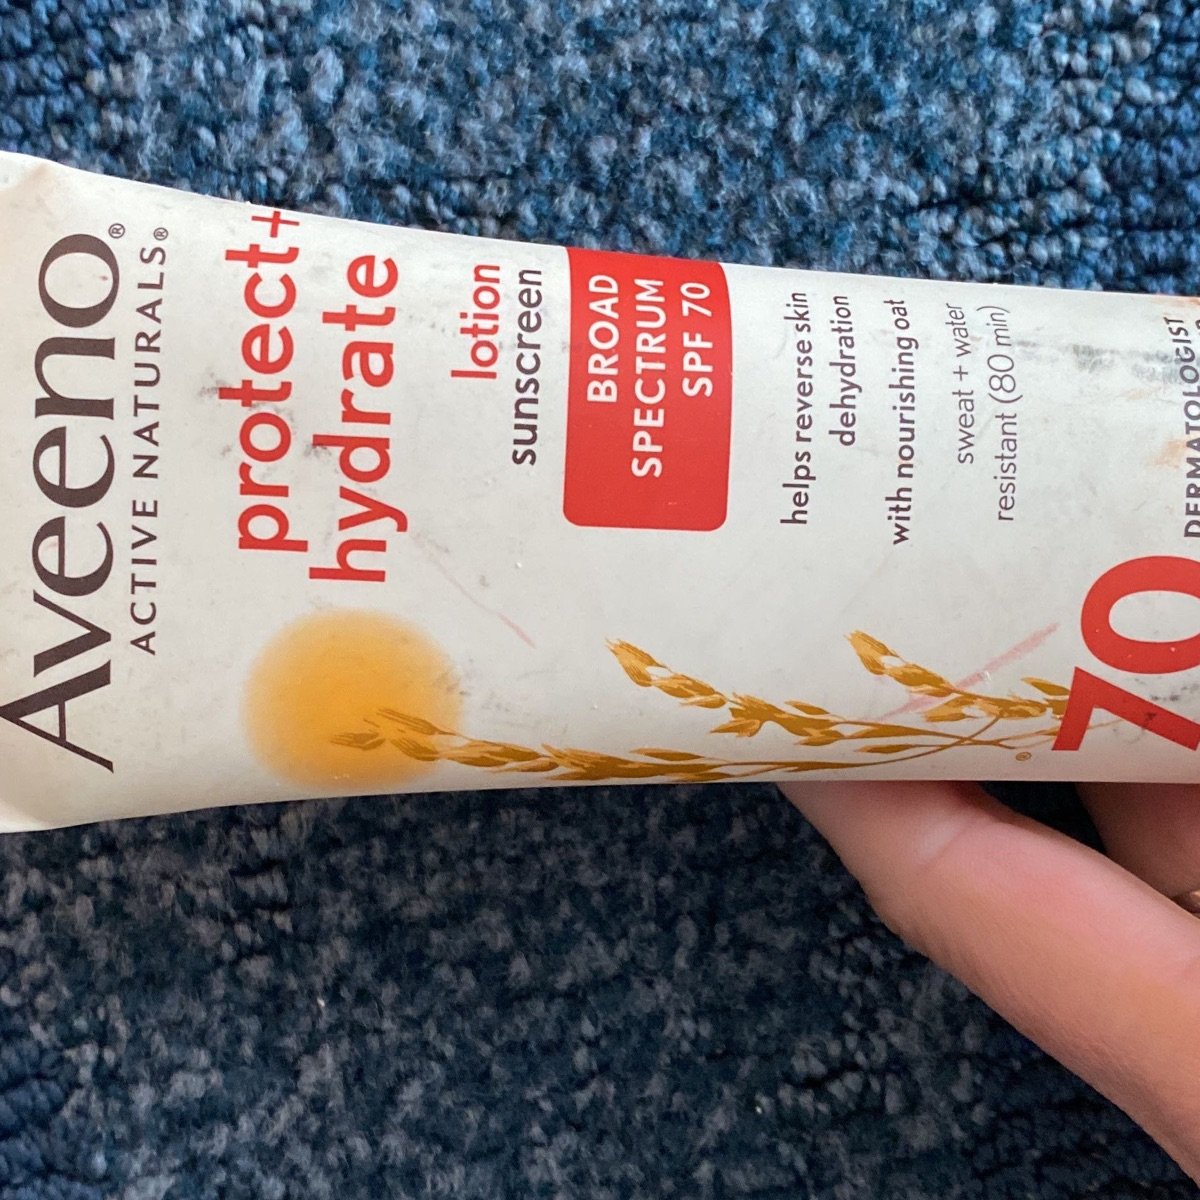 Aveeno®
ACTIVE NATURALS®
protect+
hydrate
lotion
sunscreen
BROAD
SPECTRUM
SPF 70
helps reverse skin
dehydration
with nourishing oat
sweat + water
resistant (80 min)
®
70
DERMATOLOGIST